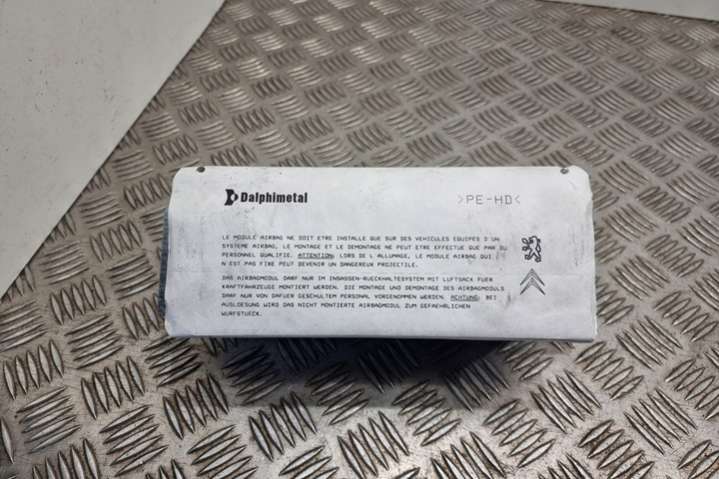 Dalphimetal
>PE-HD<
LE MODULE AIRBAG NE DOIT ETRE INSTALLE QUE SUR DES VEHICULES EQUIPES D'UN
SYSTEME AIRBAG, LE MONTAGE ET LE DEMONTAGE NE PEUT ETRE EFFECTUE QUE PAR DU
PERSONNEL QUALIFIE. ATTENTION: LORS DE L ALLUMAGE, LE MODULE AIRBAG QUI
N EST PAS FIXE PEUT DEVENIR UN DANGEREUX PROJECTILE.
DAS AIRBAGMODUL DARF NUR IM INSASSEN-RUECKHALTESYSTEM MIT LUFTSACK FUER
KRAFTFAHRZEUGE MONTIERT WERDEN. DIE MONTAGE UND DEMONTAGE DES AIRBAGMODULS
DARF NUR VON DAFUER GESCHULTEM PERSONAL VORGENOMMEN WERDEN. ACHTUNG: BEI
AUSLOESUNG WIRD DAS NICHT MONTIERTE AIRBAGMODUL ZUM GEFAEHRLICHEN
WURFSTUECK.